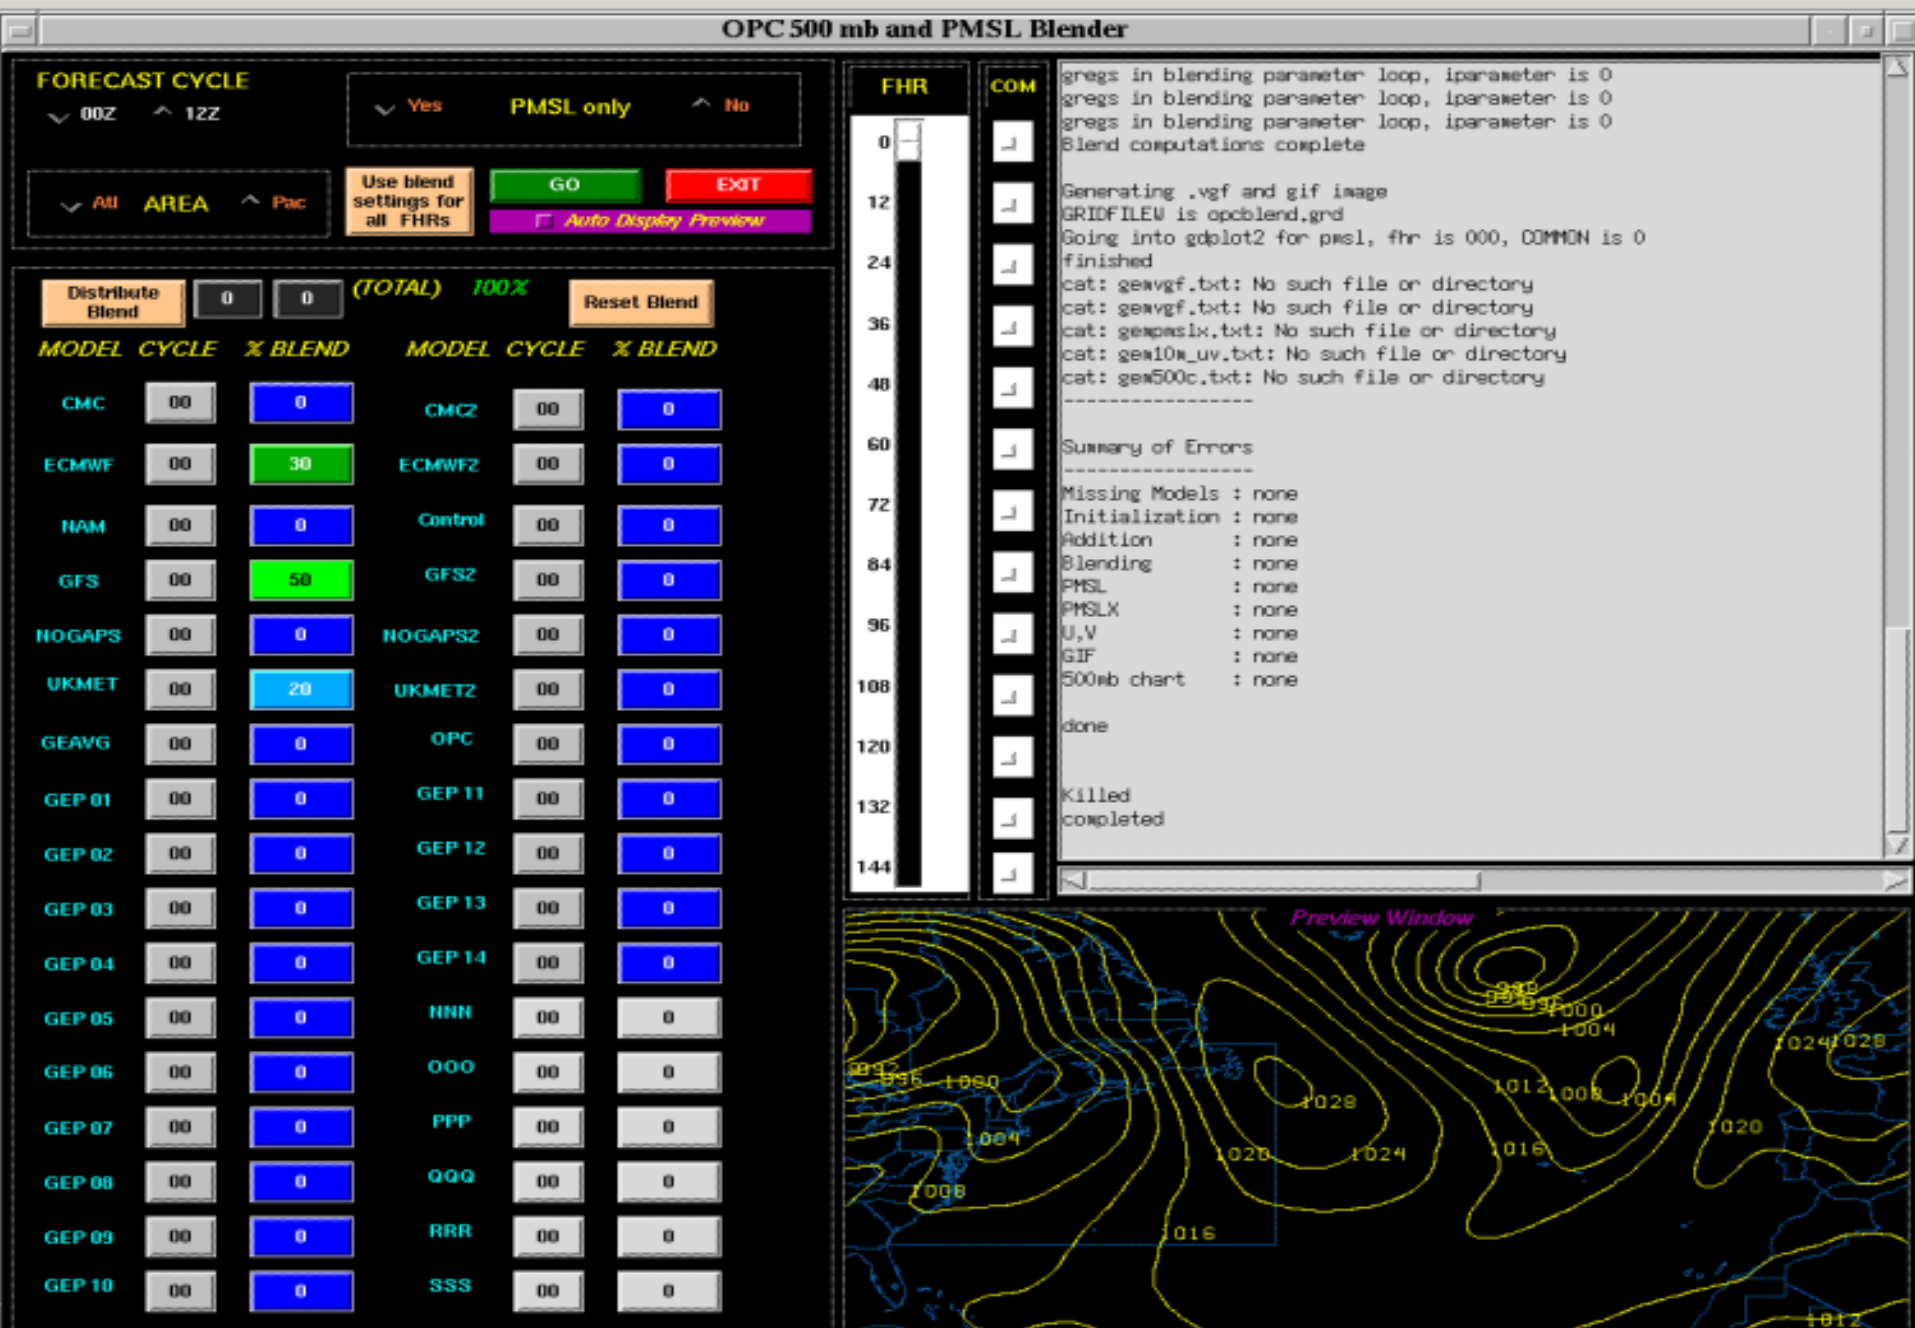 OPC 500 mb and PMSL Blender
FORECAST CYCLE
00Z 12Z
Yes PMSL only No
Atl AREA Pac
Use blend
settings for
all FHRs
GO EXIT
Auto Display Preview
Distribute
Blend
0 0 (TOTAL) 100%
Reset Blend
MODEL CYCLE % BLEND MODEL CYCLE % BLEND
CMC 00 0 CMC2 00 0
ECMWF 00 30 ECMWF2 00 0
NAM 00 0 Control 00 0
GFS 00 50 GFS2 00 0
NOGAPS 00 0 NOGAPS2 00 0
UKMET 00 20 UKMET2 00 0
GEAVG 00 0 OPC 00 0
GEP 01 00 0 GEP 11 00 0
GEP 02 00 0 GEP 12 00 0
GEP 03 00 0 GEP 13 00 0
GEP 04 00 0 GEP 14 00 0
GEP 05 00 0 NNN 00 0
GEP 06 00 0 OOO 00 0
GEP 07 00 0 PPP 00 0
GEP 08 00 0 QQQ 00 0
GEP 09 00 0 RRR 00 0
GEP 10 00 0 SSS 00 0
FHR
0
12
24
36
48
60
72
84
96
108
120
132
144
COM
gregs in blending parameter loop, iparameter is 0
gregs in blending parameter loop, iparameter is 0
gregs in blending parameter loop, iparameter is 0
Blend computations complete
Generating .vgf and gif image
GRIDFILEW is opcblend.grd
Going into gdplot2 for pmsl, fhr is 000, COMMON is 0
finished
cat: gemvgf.txt: No such file or directory
cat: gemvgf.txt: No such file or directory
cat: gempmslx.txt: No such file or directory
cat: gem10m_uv.txt: No such file or directory
cat: gem500c.txt: No such file or directory
-----------------
Summary of Errors
-----------------
Missing Models : none
Initialization : none
Addition : none
Blending : none
PMSL : none
PMSLX : none
U,V : none
GIF : none
500mb chart : none
done
Killed
completed
Preview Window
996 1000
1004
1024 1028
992 996 1000
1028
1012 1008 1004
1004
1020 1024
1016
1020
1008
1016
1012